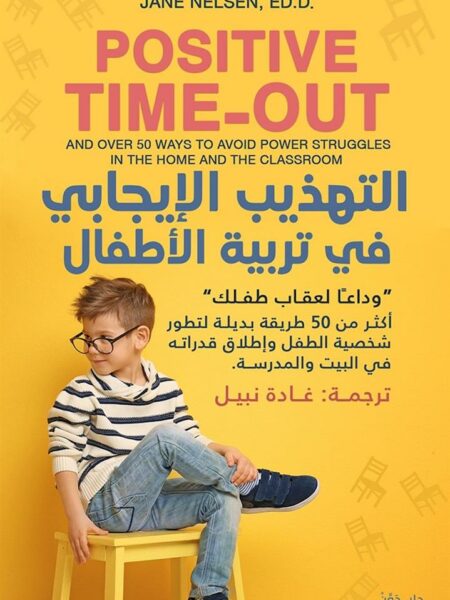 JANE NELSEN, ED.D.
POSITIVE
TIME-OUT
AND OVER 50 WAYS TO AVOID POWER STRUGGLES
IN THE HOME AND THE CLASSROOM
التهذيب الإيجابي
في تربية الأطفال
”وداعًا لعقاب طفلك“
أكثر من 50 طريقة بديلة لتطور
شخصية الطفل وإطلاق قدراته
في البيت والمدرسة.
ترجمة: غادة نبيل